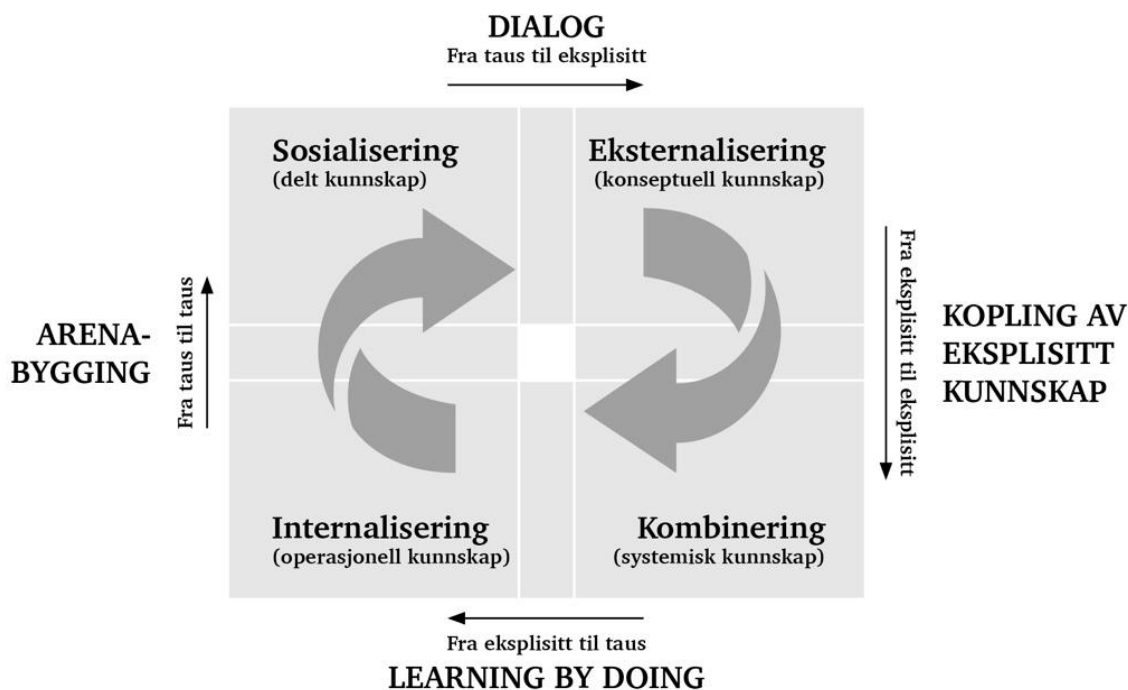 DIALOG
Fra taus til eksplisitt
Sosialisering
(delt kunnskap)
Eksternalisering
(konseptuell kunnskap)
ARENA-
BYGGING
Fra taus til taus
Fra eksplisitt til eksplisitt
KOPLING AV
EKSPLISITT
KUNNSKAP
Internalisering
(operasjonell kunnskap)
Kombinering
(systemisk kunnskap)
Fra eksplisitt til taus
LEARNING BY DOING